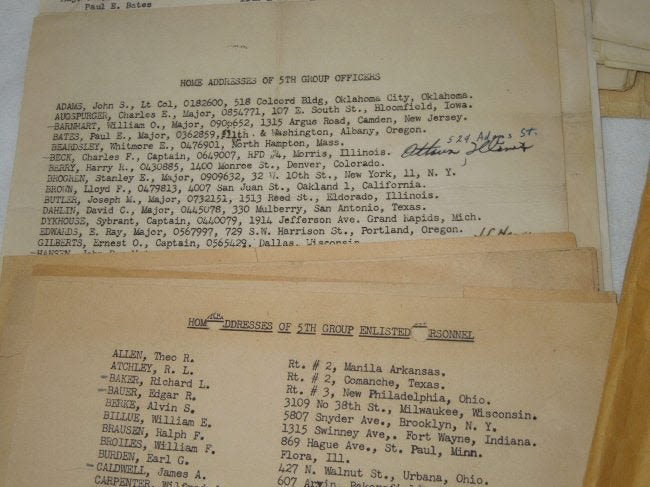 Paul E. Bates
HOME ADDRESSES OF 5TH GROUP OFFICERS
ADAMS, John S., Lt Col, 0182600, 518 Colcord Bldg, Oklahoma City, Oklahoma.
AUGSPURGER, Charles E., Major, 0854771, 107 E. South St., Bloomfield, Iowa.
BARNHART, William O., Major, 090p652, 1315 Argus Road, Camden, New Jersey.
BATES, Paul E., Major, 0362859, 11th. & Washington, Albany, Oregon.
BEARDSLEY, Whitmore E., 0476901, North Hampton, Mass.
BECK, Charles F., Captain, 0649007, RFD #4, Morris, Illinois. 524 Adams St.
Ottawa Illinois
BERRY, Harry R., 0430885, 1400 Monroe St., Denver, Colorado.
BROGREN, Stanley E., Major, 0909632, 32 W. 10th St., New York, 11, N. Y.
BROWN, Lloyd F., 0479813, 4007 San Juan St., Oakland 1, California.
BUTLER, Joseph M., Major, 0732151, 1513 Reed St., Eldorado, Illinois.
DAHLIN, David C., Major, 0445078, 330 Mulberry, San Antonio, Texas.
DYKHOUSE, Sybrant, Captain, 0440079, 1914 Jefferson Ave. Grand Rapids, Mich.
EDWARDS, E. Ray, Major, 0567997, 729 S.W. Harrison St., Portland, Oregon.
GILBERTS, Ernest O., Captain, 0565429, Dallas, Wisconsin
HANSEN,
HOM ADDRESSES OF 5TH GROUP ENLISTED RSONNEL
ALLEN, Theo R. Rt. # 2, Manila Arkansas.
ATCHLEY, R. L. Rt. # 2, Comanche, Texas.
BAKER, Richard L. Rt. # 3, New Philadelphia, Ohio.
BAUER, Edgar R. 3109 No 38th St., Milwaukee, Wisconsin.
BERKE, Alvin S. 5807 Snyder Ave., Brooklyn, N. Y.
BILLUE, William E. 1315 Swinney Ave,. Fort Wayne, Indiana.
BRAUSEN, Ralph F. 869 Hague Ave., St. Paul, Minn.
BROILES, William F. Flora, Ill.
BURDEN, Earl G. 427 N. Walnut St., Urbana, Ohio.
CALDWELL, James A. 607 Arvin,
CARPENTER,